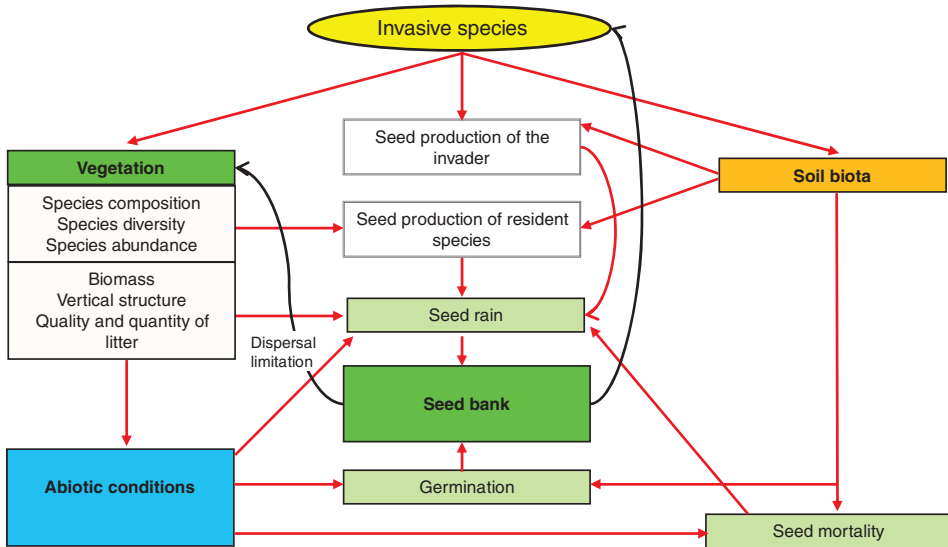 Invasive species
Seed production of the
invader
Vegetation
Soil biota
Species composition
Species diversity
Species abundance
Seed production of resident
species
Biomass
Vertical structure
Quality and quantity of
litter
Seed rain
Dispersal
limitation
Seed bank
Abiotic conditions
Germination
Seed mortality